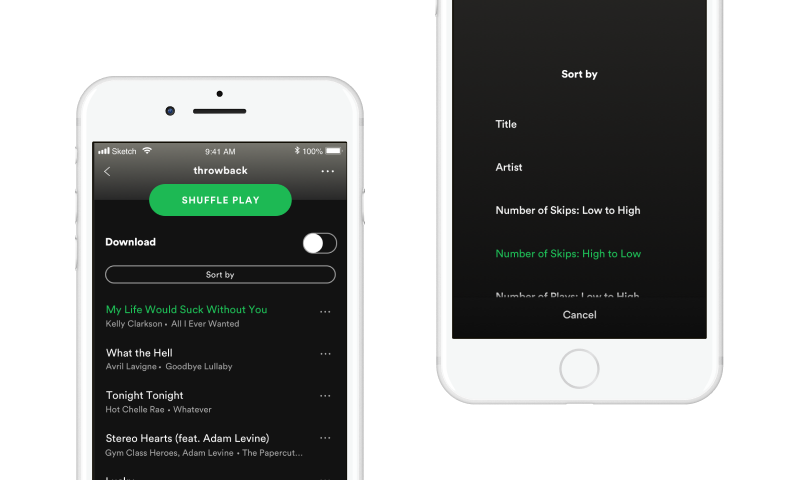 Sketch 9:41 AM 100%
throwback
SHUFFLE PLAY
Download
Sort by
My Life Would Suck Without You
Kelly Clarkson • All I Ever Wanted
What the Hell
Avril Lavigne • Goodbye Lullaby
Tonight Tonight
Hot Chelle Rae • Whatever
Stereo Hearts (feat. Adam Levine)
Gym Class Heroes, Adam Levine • The Papercut...
Sort by
Title
Artist
Number of Skips: Low to High
Number of Skips: High to Low
Number of Plays: Low to High
Cancel